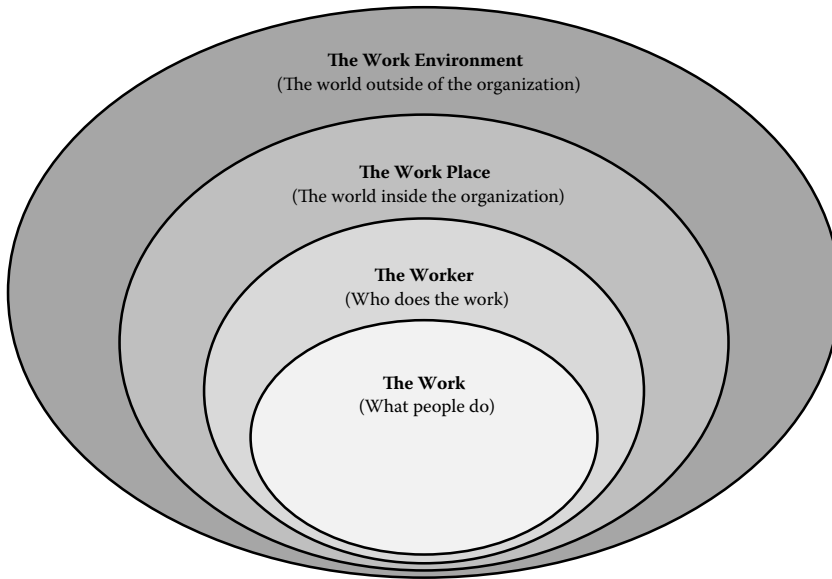 The Work Environment
(The world outside of the organization)
The Work Place
(The world inside the organization)
The Worker
(Who does the work)
The Work
(What people do)